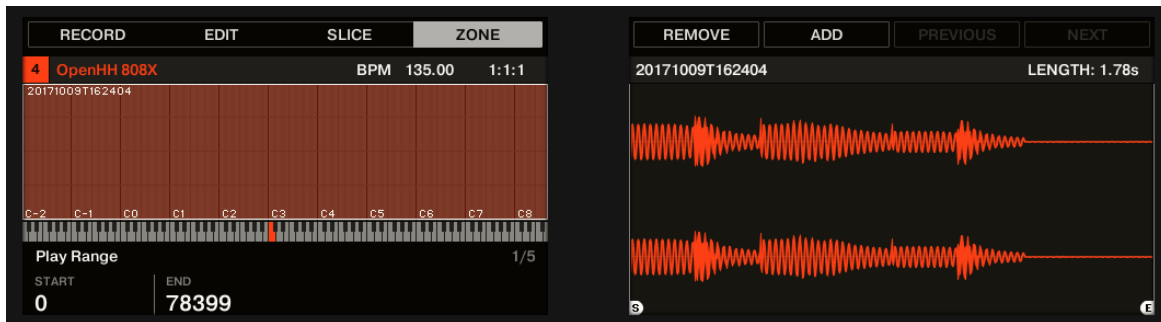 RECORD EDIT SLICE ZONE
4 OpenHH 808X BPM 135.00 1:1:1
20171009T162404
C-2 C-1 C0 C1 C2 C3 C4 C5 C6 C7 C8
Play Range 1/5
START END
0 78399
REMOVE ADD PREVIOUS NEXT
20171009T162404 LENGTH: 1.78s
S E